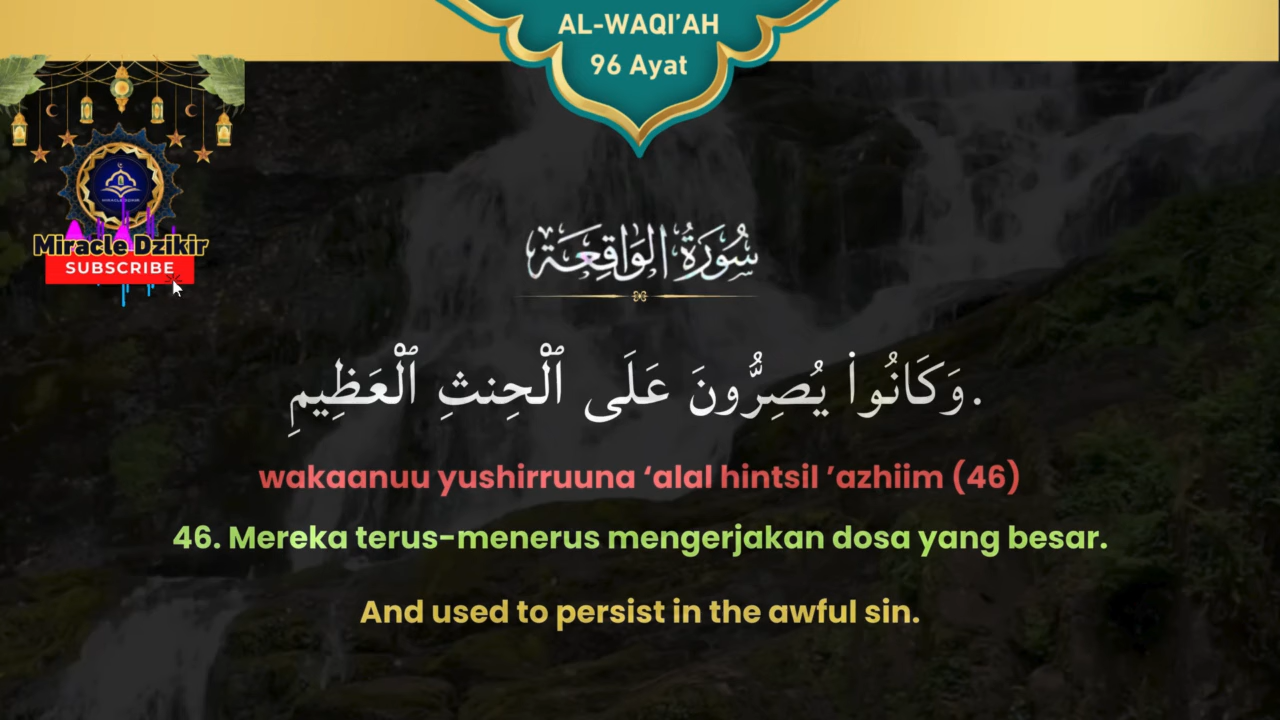 AL-WAQI’AH
96 Ayat
Miracle Dzikir
SUBSCRIBE
سُورَةُ الوَاقِعَة
وَكَانُوا۟ يُصِرُّونَ عَلَى ٱلْحِنثِ ٱلْعَظِيمِ.
wakaanuu yushirruuna ‘alal hintsil ’azhiim (46)
46. Mereka terus-menerus mengerjakan dosa yang besar.
And used to persist in the awful sin.